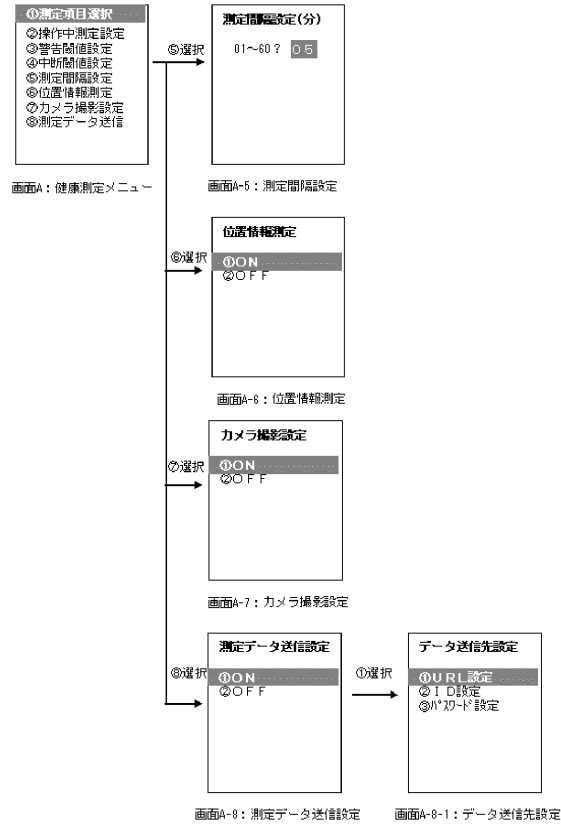 ①測定項目選択
②操作中測定設定
③警告閾値設定
④中断閾値設定
⑤測定間隔設定
⑥位置情報測定
⑦カメラ撮影設定
⑧測定データ送信
画面A：健康測定メニュー
⑤選択
測定間隔設定(分)
01～60？ 05
画面A-5：測定間隔設定
⑥選択
位置情報測定
①ON
②OFF
画面A-6：位置情報測定
⑦選択
カメラ撮影設定
①ON
②OFF
画面A-7：カメラ撮影設定
⑧選択
測定データ送信設定
①ON
②OFF
画面A-8：測定データ送信設定
①選択
データ送信先設定
①URL設定
②ID設定
③ﾊﾟｽﾜｰﾄﾞ設定
画面A-8-1：データ送信先設定